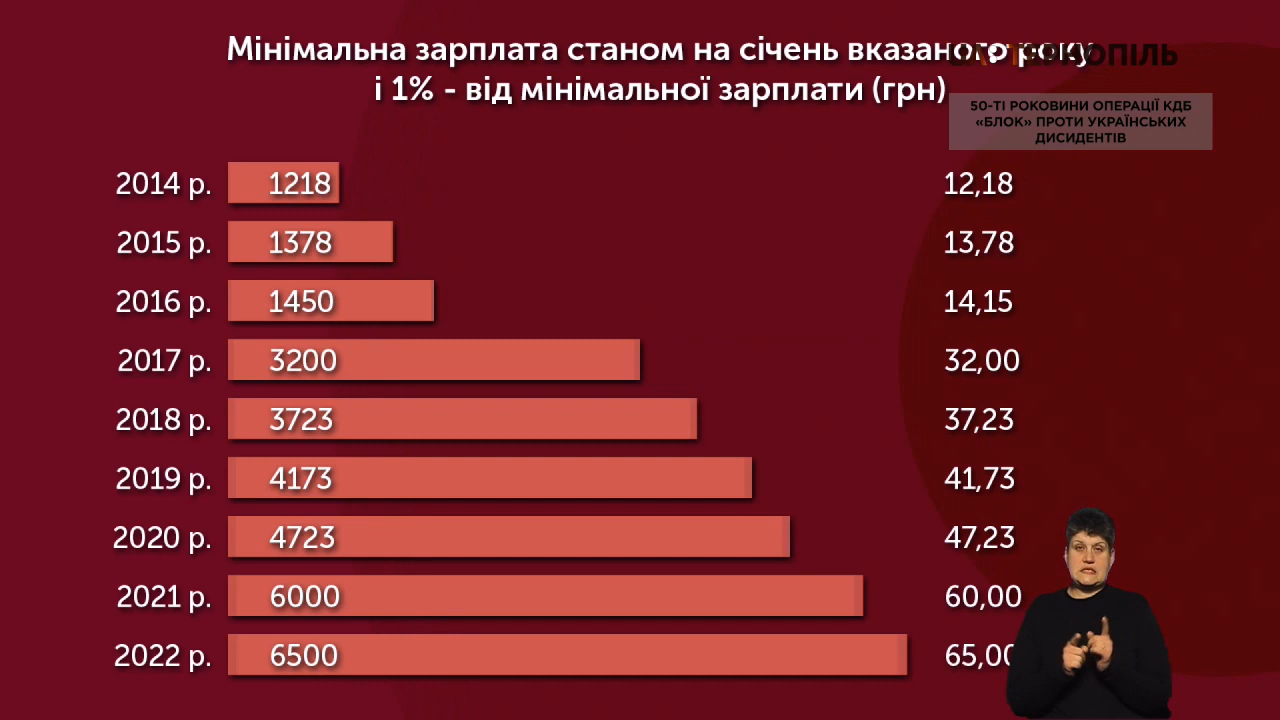 Мінімальна зарплата станом на січень вказаного року
і 1% - від мінімальної зарплати (грн)
ТЕРНОПІЛЬ
50-ТІ РОКОВИНИ ОПЕРАЦІЇ КДБ
«БЛОК» ПРОТИ УКРАЇНСЬКИХ
ДИСИДЕНТІВ
2014 р. 1218 12,18
2015 р. 1378 13,78
2016 р. 1450 14,15
2017 р. 3200 32,00
2018 р. 3723 37,23
2019 р. 4173 41,73
2020 р. 4723 47,23
2021 р. 6000 60,00
2022 р. 6500 65,00